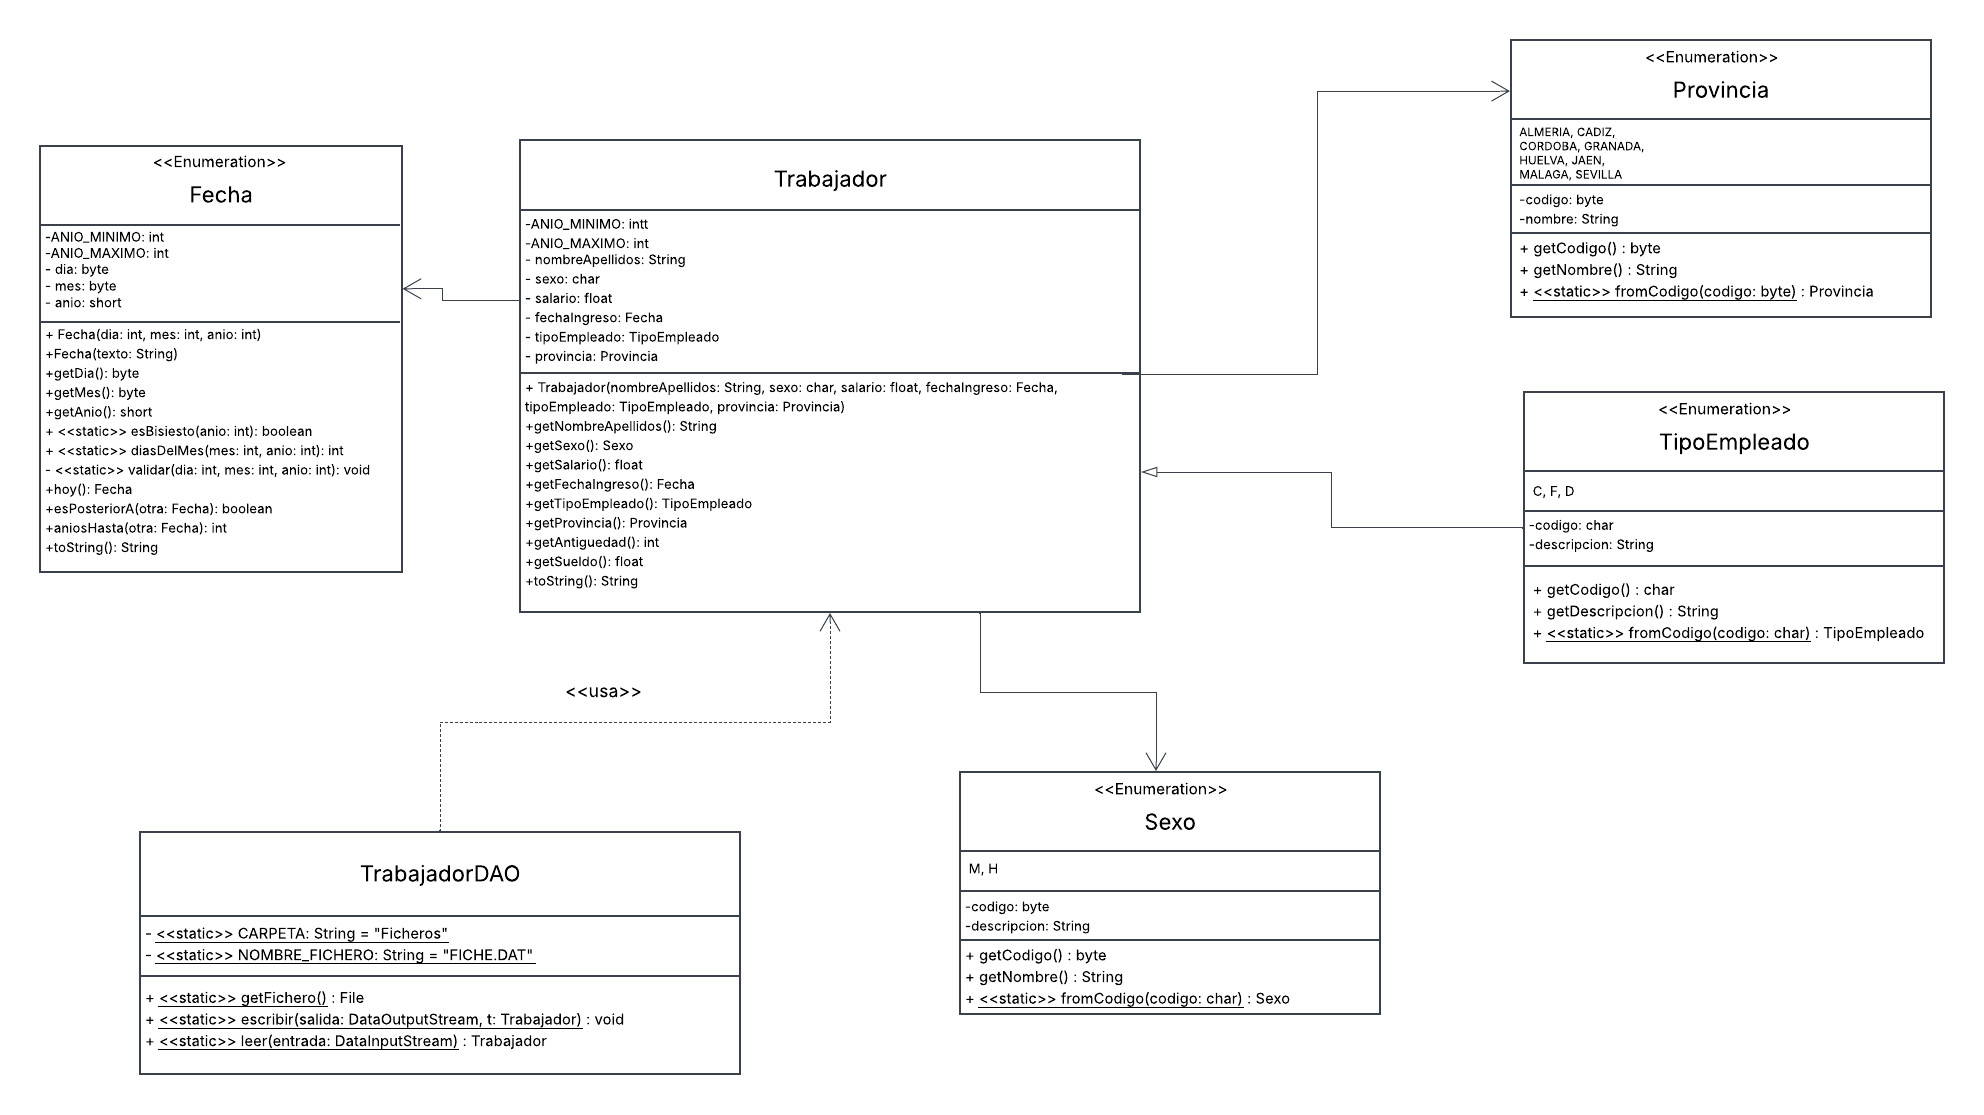 <<Enumeration>>
Fecha
-ANIO_MINIMO: int
-ANIO_MAXIMO: int
- dia: byte
- mes: byte
- anio: short
+ Fecha(dia: int, mes: int, anio: int)
+Fecha(texto: String)
+getDia(): byte
+getMes(): byte
+getAnio(): short
+ <<static>> esBisiesto(anio: int): boolean
+ <<static>> diasDelMes(mes: int, anio: int): int
- <<static>> validar(dia: int, mes: int, anio: int): void
+hoy(): Fecha
+esPosteriorA(otra: Fecha): boolean
+aniosHasta(otra: Fecha): int
+toString(): String
Trabajador
-ANIO_MINIMO: intt
-ANIO_MAXIMO: int
- nombreApellidos: String
- sexo: char
- salario: float
- fechaIngreso: Fecha
- tipoEmpleado: TipoEmpleado
- provincia: Provincia
+ Trabajador(nombreApellidos: String, sexo: char, salario: float, fechaIngreso: Fecha,
tipoEmpleado: TipoEmpleado, provincia: Provincia)
+getNombreApellidos(): String
+getSexo(): Sexo
+getSalario(): float
+getFechaIngreso(): Fecha
+getTipoEmpleado(): TipoEmpleado
+getProvincia(): Provincia
+getAntiguedad(): int
+getSueldo(): float
+toString(): String
<<Enumeration>>
Provincia
ALMERIA, CADIZ,
CORDOBA, GRANADA,
HUELVA, JAEN,
MALAGA, SEVILLA
-codigo: byte
-nombre: String
+ getCodigo() : byte
+ getNombre() : String
+ <<static>> fromCodigo(codigo: byte) : Provincia
<<Enumeration>>
TipoEmpleado
C, F, D
-codigo: char
-descripcion: String
+ getCodigo() : char
+ getDescripcion() : String
+ <<static>> fromCodigo(codigo: char) : TipoEmpleado
<<usa>>
TrabajadorDAO
- <<static>> CARPETA: String = "Ficheros"
- <<static>> NOMBRE_FICHERO: String = "FICHE.DAT"
+ <<static>> getFichero() : File
+ <<static>> escribir(salida: DataOutputStream, t: Trabajador) : void
+ <<static>> leer(entrada: DataInputStream) : Trabajador
<<Enumeration>>
Sexo
M, H
-codigo: byte
-descripcion: String
+ getCodigo() : byte
+ getNombre() : String
+ <<static>> fromCodigo(codigo: char) : Sexo